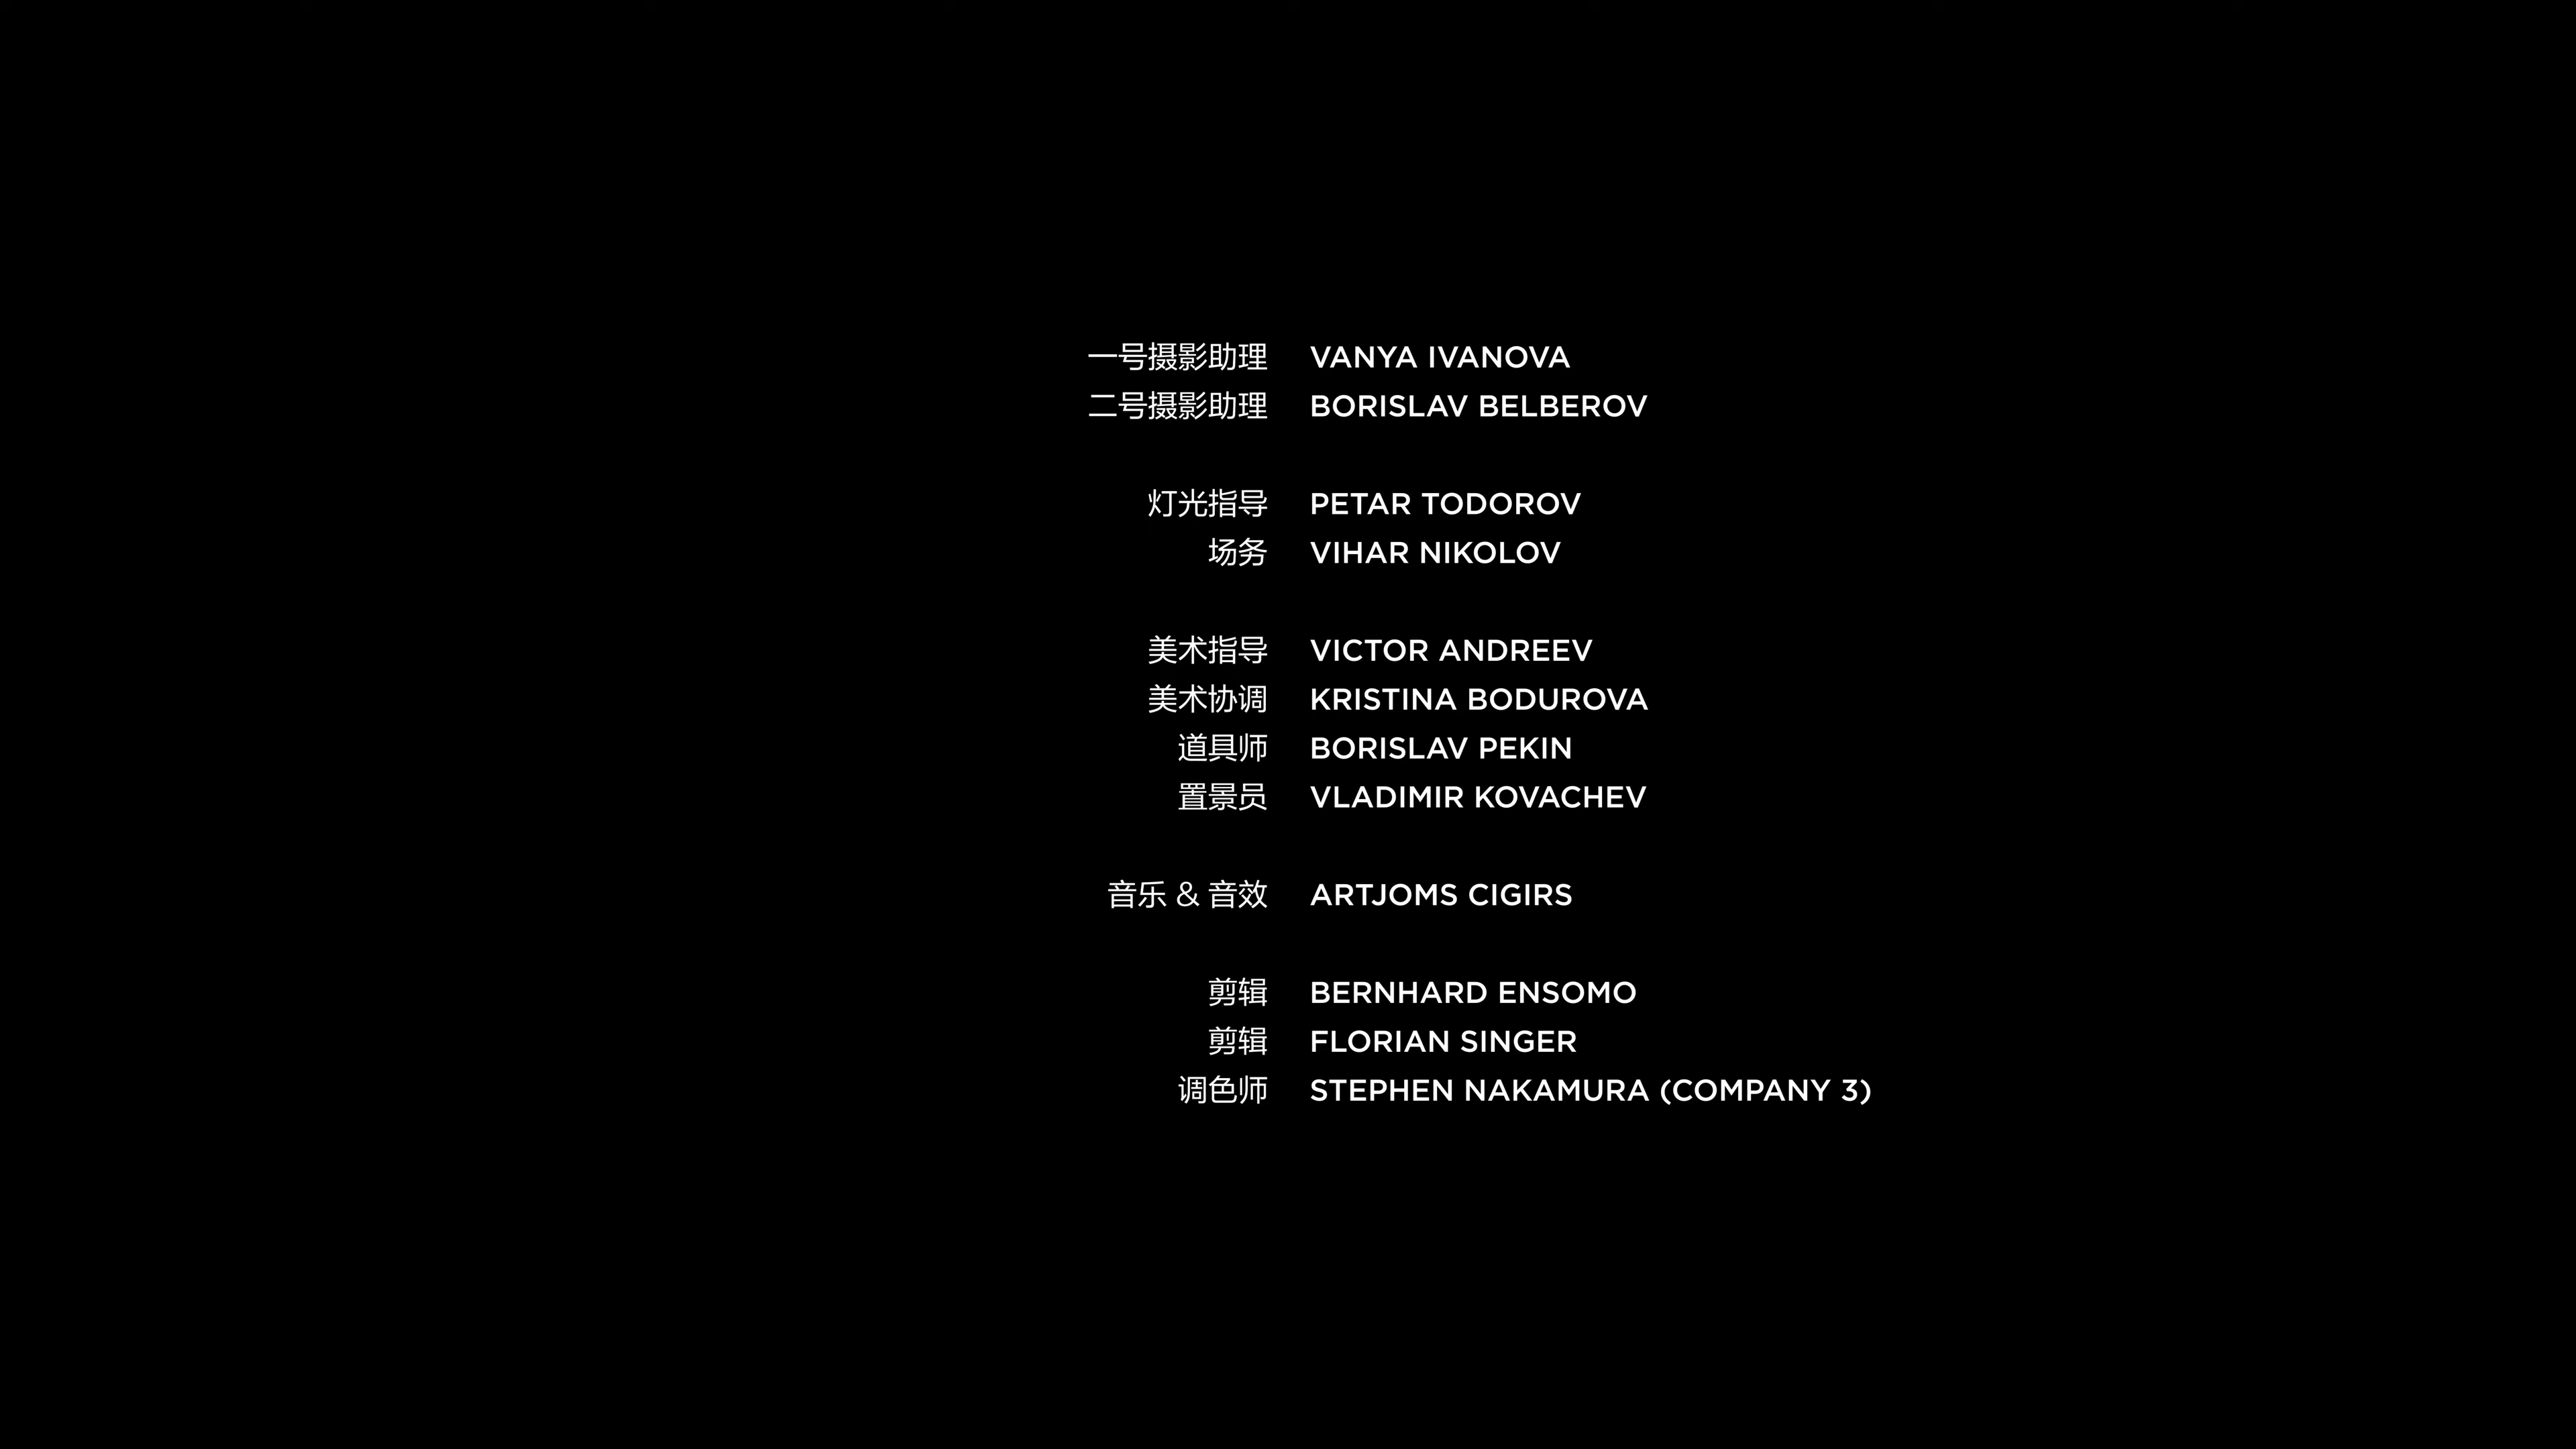 一号摄影助理 VANYA IVANOVA
二号摄影助理 BORISLAV BELBEROV
灯光指导 PETAR TODOROV
场务 VIHAR NIKOLOV
美术指导 VICTOR ANDREEV
美术协调 KRISTINA BODUROVA
道具师 BORISLAV PEKIN
置景员 VLADIMIR KOVACHEV
音乐 & 音效 ARTJOMS CIGIRS
剪辑 BERNHARD ENSOMO
剪辑 FLORIAN SINGER
调色师 STEPHEN NAKAMURA (COMPANY 3)